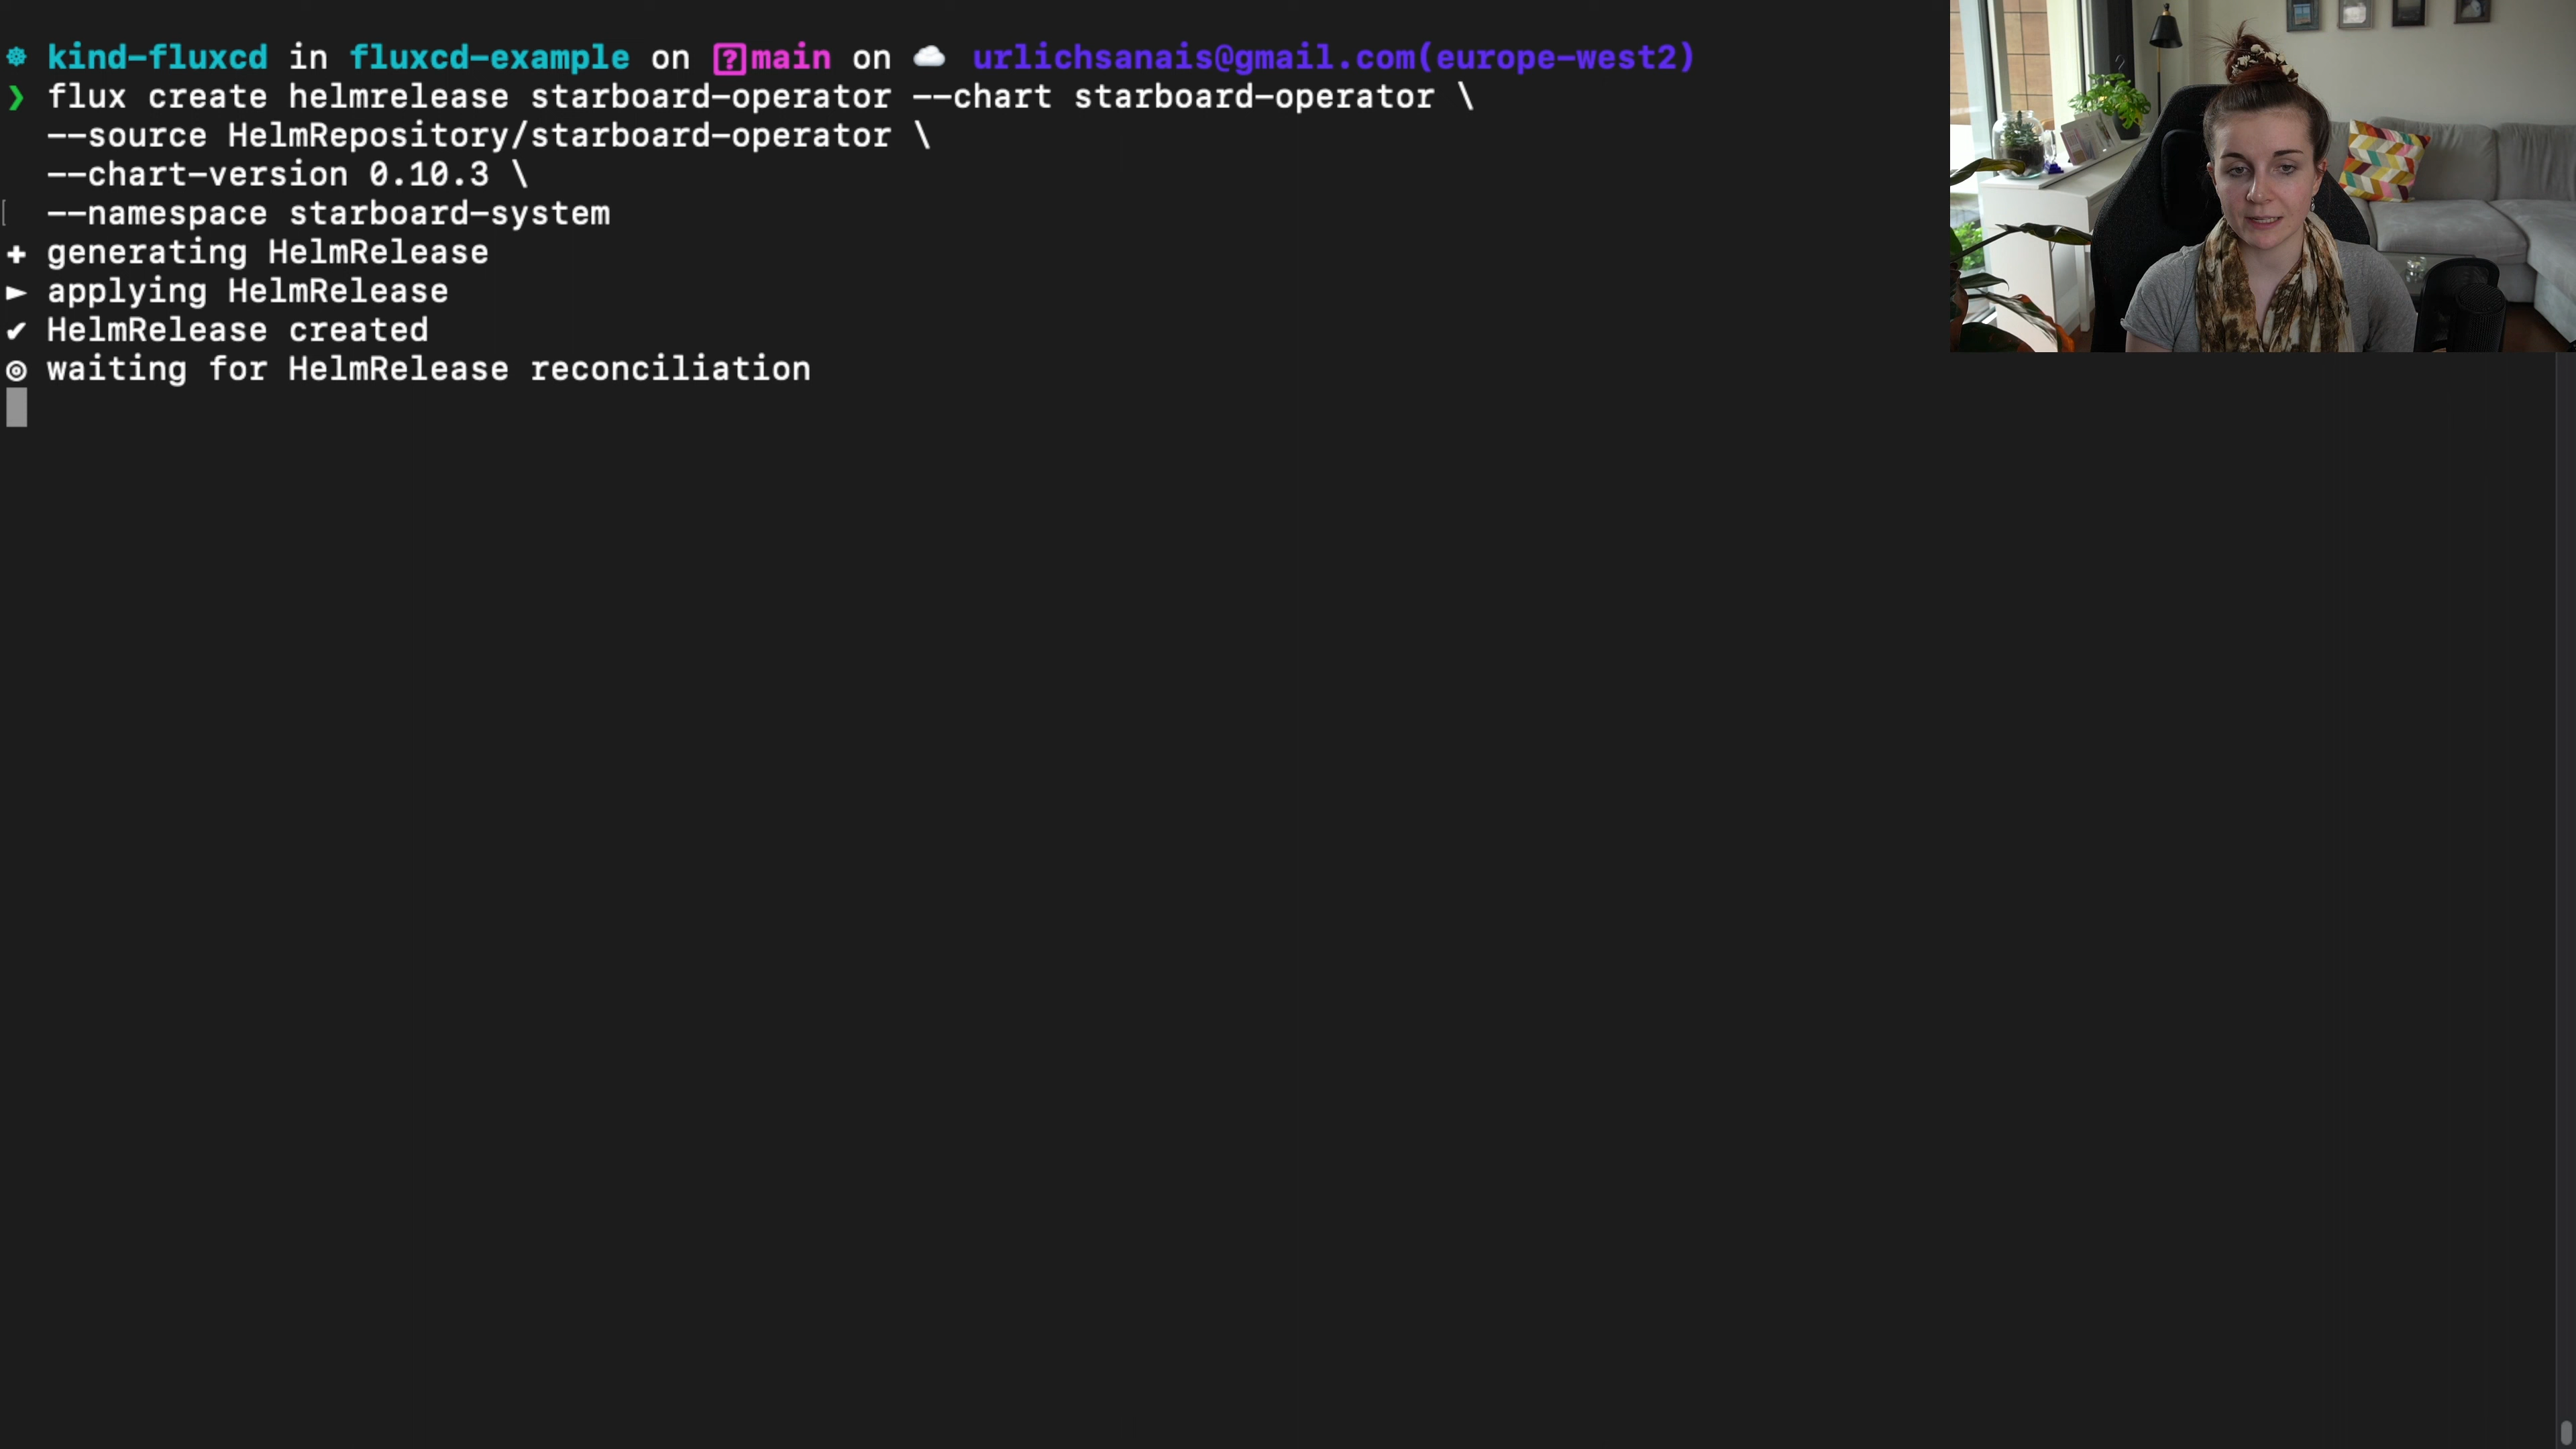 kind-fluxcd in fluxcd-example on [?]main on ☁️ urlichsanais@gmail.com(europe-west2)
❯ flux create helmrelease starboard-operator --chart starboard-operator \
--source HelmRepository/starboard-operator \
--chart-version 0.10.3 \
--namespace starboard-system
✚ generating HelmRelease
► applying HelmRelease
✔ HelmRelease created
◎ waiting for HelmRelease reconciliation